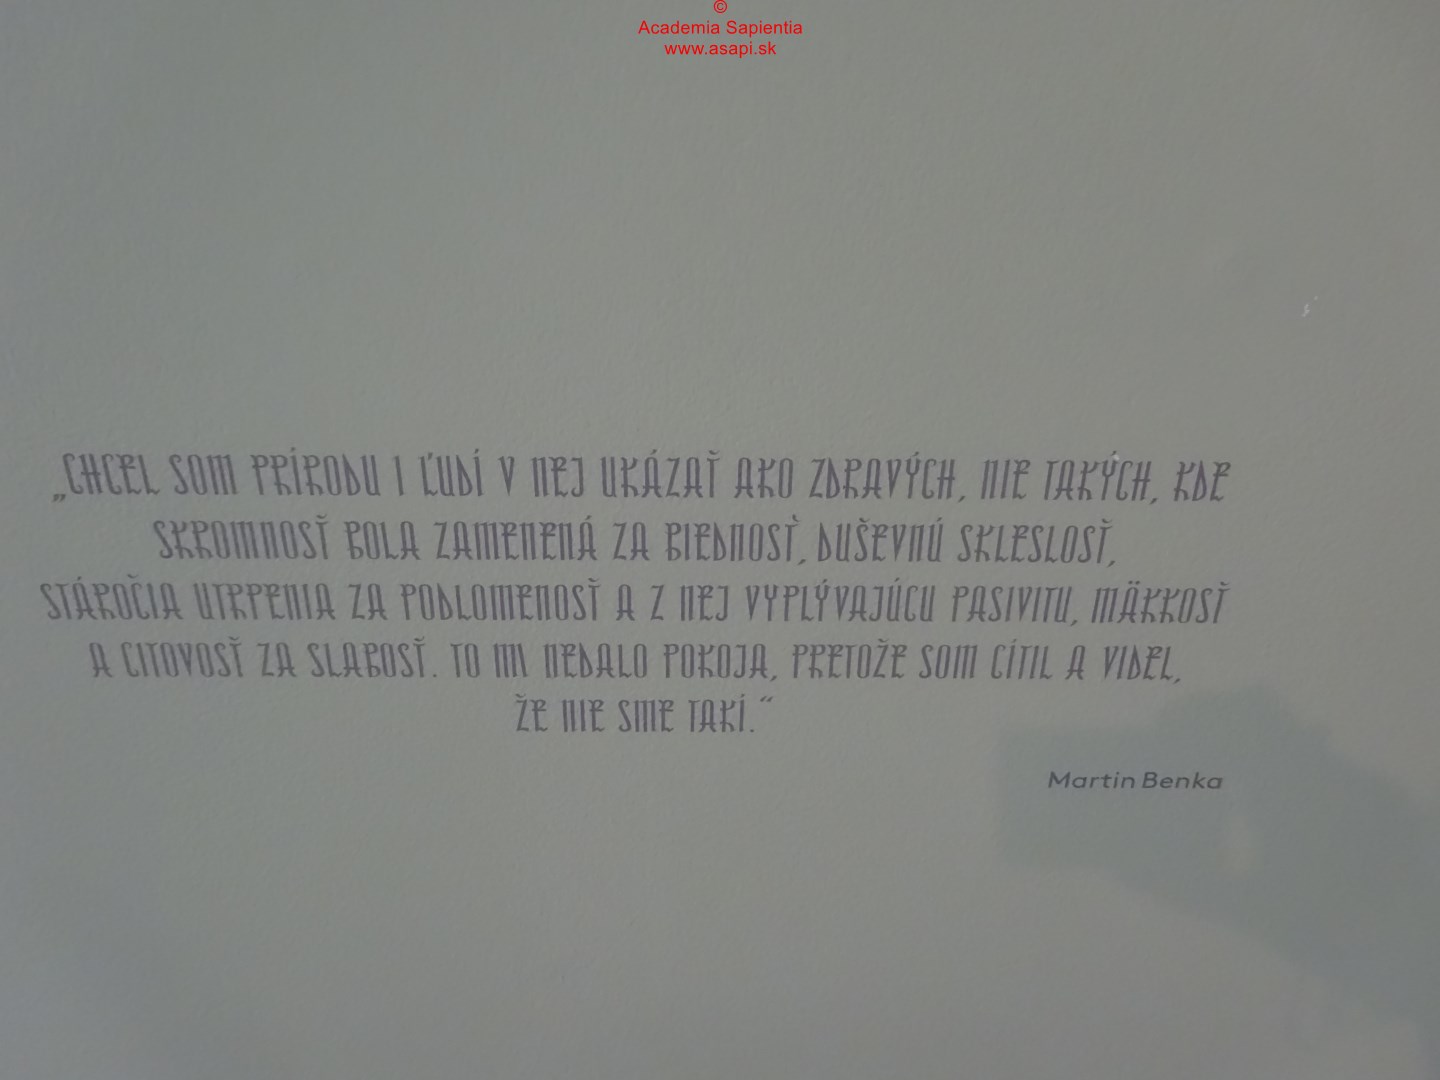 ©
Academia Sapientia
www.asapi.sk
„CHCEL SOM PRÍRODU I ĽUDÍ V NEJ UKÁZAŤ AKO ZDRAVÝCH, NIE TAKÝCH, KDE
SKROMNOSŤ BOLA ZAMENENÁ ZA BIEDNOSŤ, DUŠEVNÚ SKLESLOSŤ,
STÁROČIA UTRPENIA ZA PODLOMENOSŤ A Z NEJ VYPLÝVAJÚCU PASIVITU, MÄKKOSŤ
A CITOVOSŤ ZA SLABOSŤ. TO MI NEDALO POKOJA, PRETOŽE SOM CÍTIL A VIDEL,
ŽE NIE SME TAKÍ.“
Martin Benka